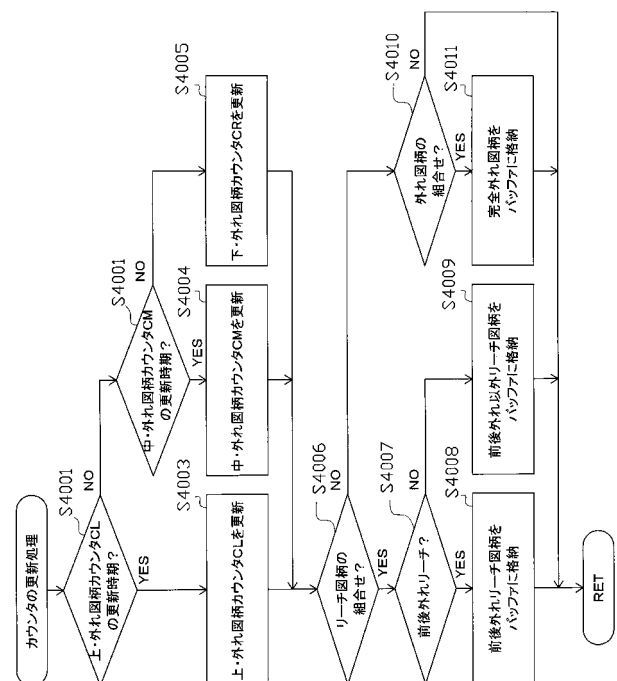 カウンタの更新処理
S4001
上・外れ図柄カウンタCL
の更新時期?
NO
YES
S4001
中・外れ図柄カウンタCM
の更新時期?
NO
YES
S4003
上・外れ図柄カウンタCLを更新
S4004
中・外れ図柄カウンタCMを更新
S4005
下・外れ図柄カウンタCRを更新
S4006
リーチ図柄の
組合せ?
NO
YES
S4007
前後外れリーチ?
NO
YES
S4008
前後外れリーチ図柄を
バッファに格納
S4009
前後外れ以外リーチ図柄を
バッファに格納
S4010
外れ図柄の
組合せ?
NO
YES
S4011
完全外れ図柄を
バッファに格納
RET